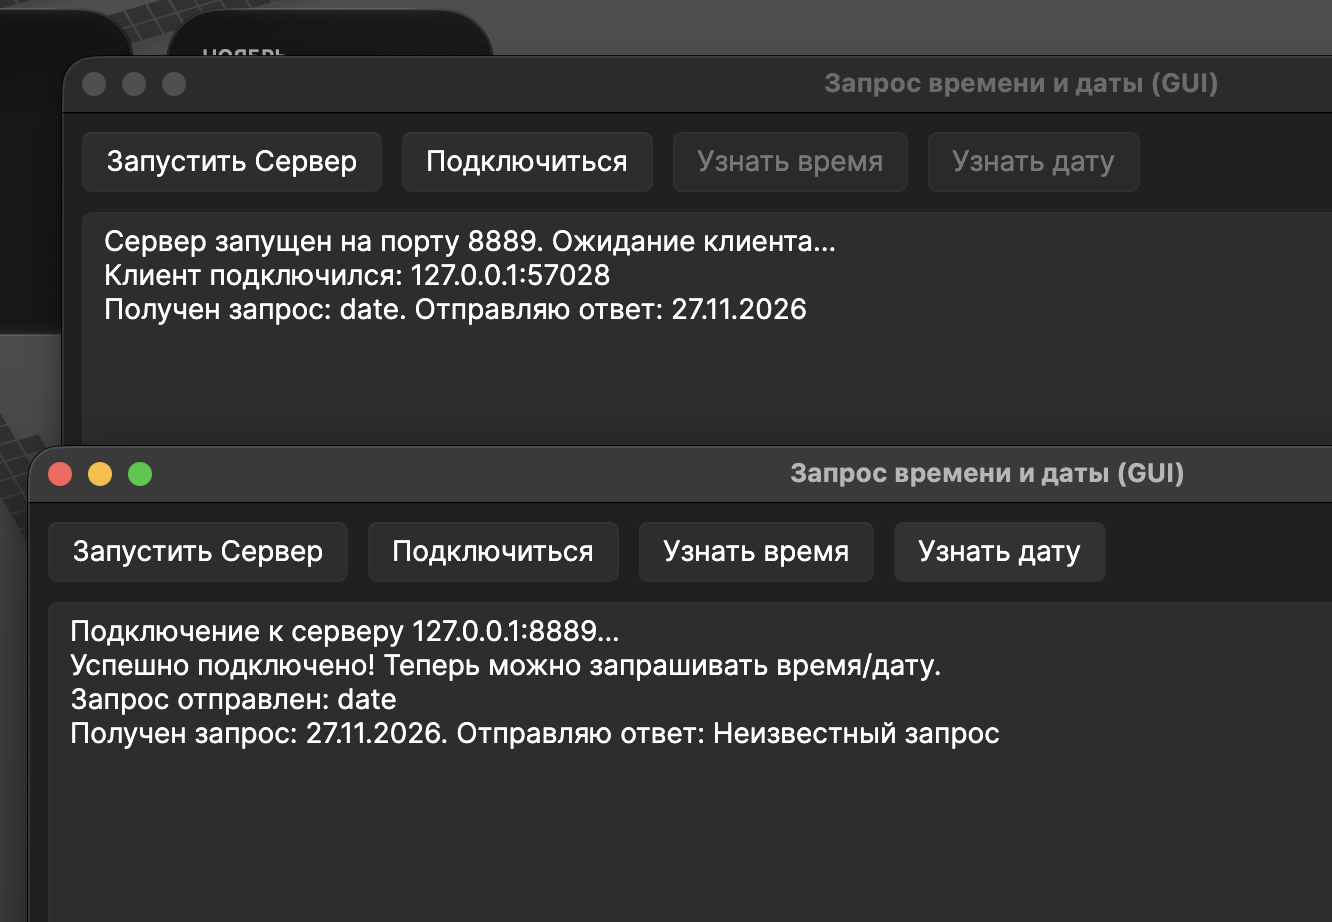 НОЯБРЬ
Запрос времени и даты (GUI)
Запустить Сервер Подключиться Узнать время Узнать дату
Сервер запущен на порту 8889. Ожидание клиента...
Клиент подключился: 127.0.0.1:57028
Получен запрос: date. Отправляю ответ: 27.11.2026
Запрос времени и даты (GUI)
Запустить Сервер Подключиться Узнать время Узнать дату
Подключение к серверу 127.0.0.1:8889...
Успешно подключено! Теперь можно запрашивать время/дату.
Запрос отправлен: date
Получен запрос: 27.11.2026. Отправляю ответ: Неизвестный запрос